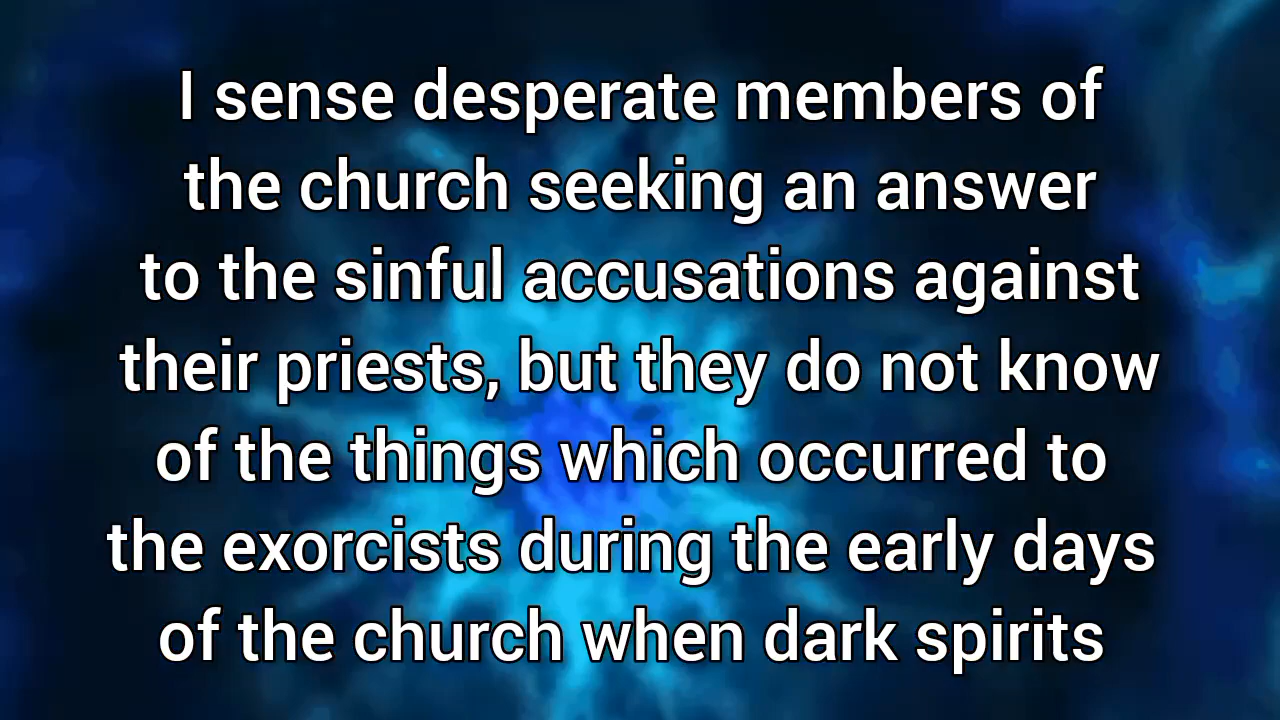 I sense desperate members of
the church seeking an answer
to the sinful accusations against
their priests, but they do not know
of the things which occurred to
the exorcists during the early days
of the church when dark spirits